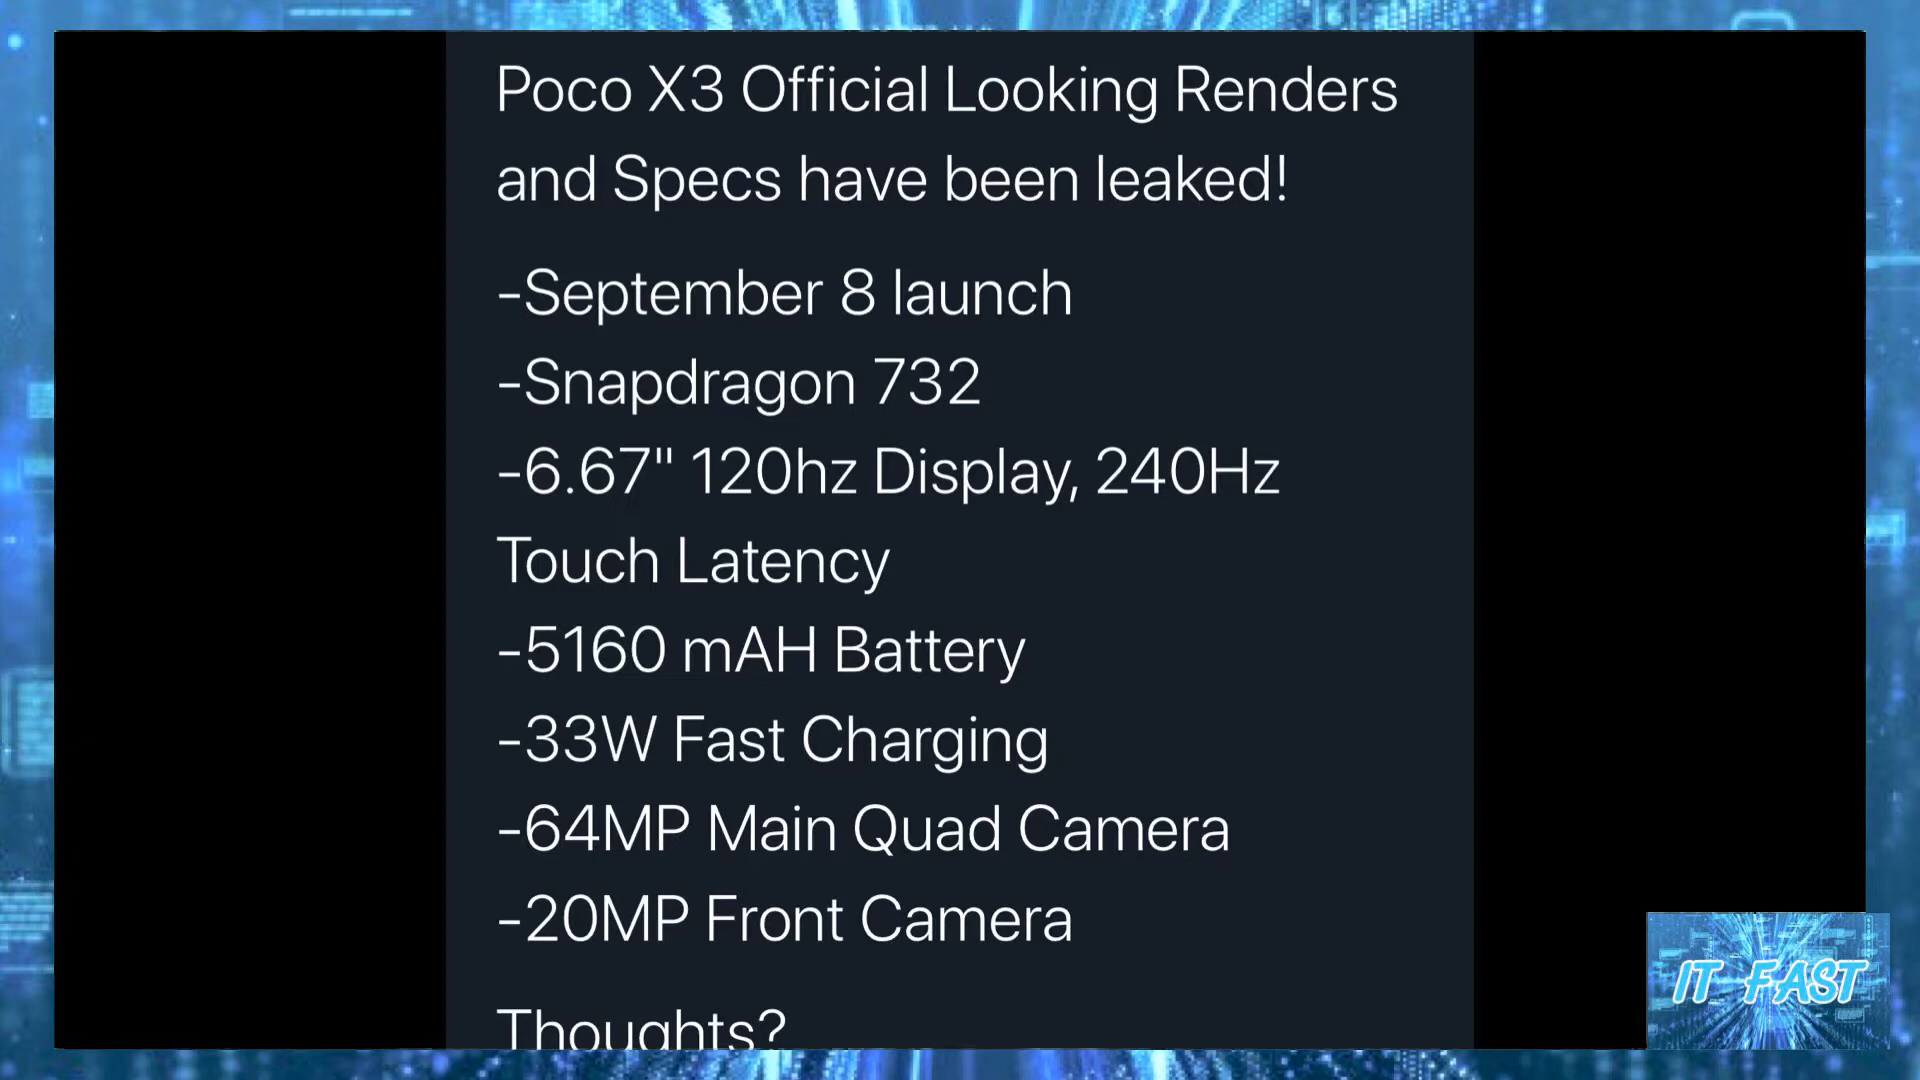 Poco X3 Official Looking Renders
and Specs have been leaked!
-September 8 launch
-Snapdragon 732
-6.67" 120hz Display, 240Hz
Touch Latency
-5160 mAH Battery
-33W Fast Charging
-64MP Main Quad Camera
-20MP Front Camera
Thoughts?
IT FAST